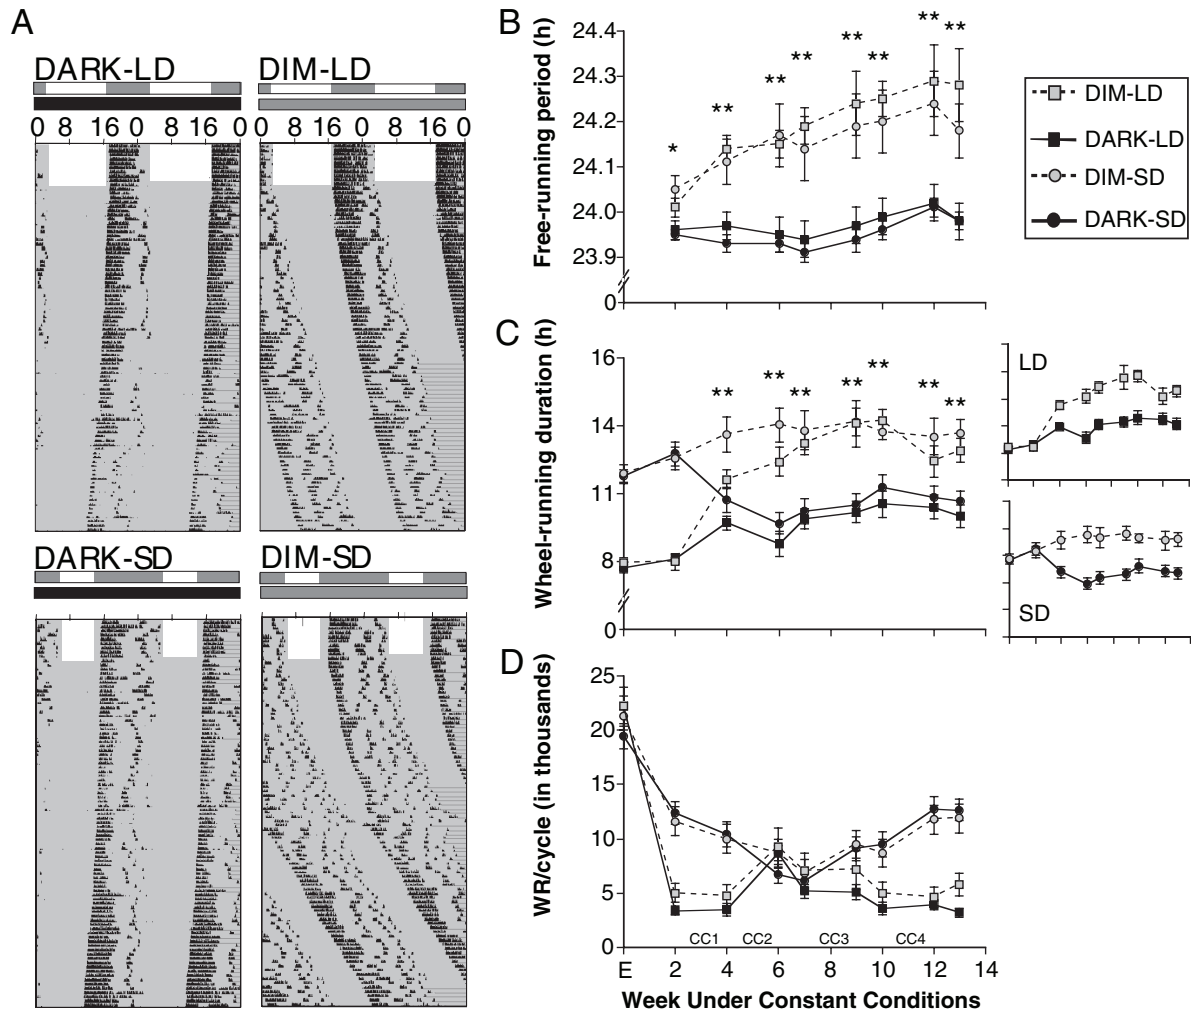 A
DARK-LD
DIM-LD
0 8 16 0 8 16 0
0 8 16 0 8 16 0
DARK-SD
DIM-SD
B
Free-running period (h)
24.4
24.3
24.2
24.1
24.0
23.9
0
*
**
**
**
**
**
**
**
DIM-LD
DARK-LD
DIM-SD
DARK-SD
C
Wheel-running duration (h)
16
14
11
8
0
**
**
**
**
**
**
**
LD
SD
D
WR/cycle (in thousands)
25
20
15
10
5
0
CC1 CC2 CC3 CC4
E 2 4 6 8 10 12 14
Week Under Constant Conditions